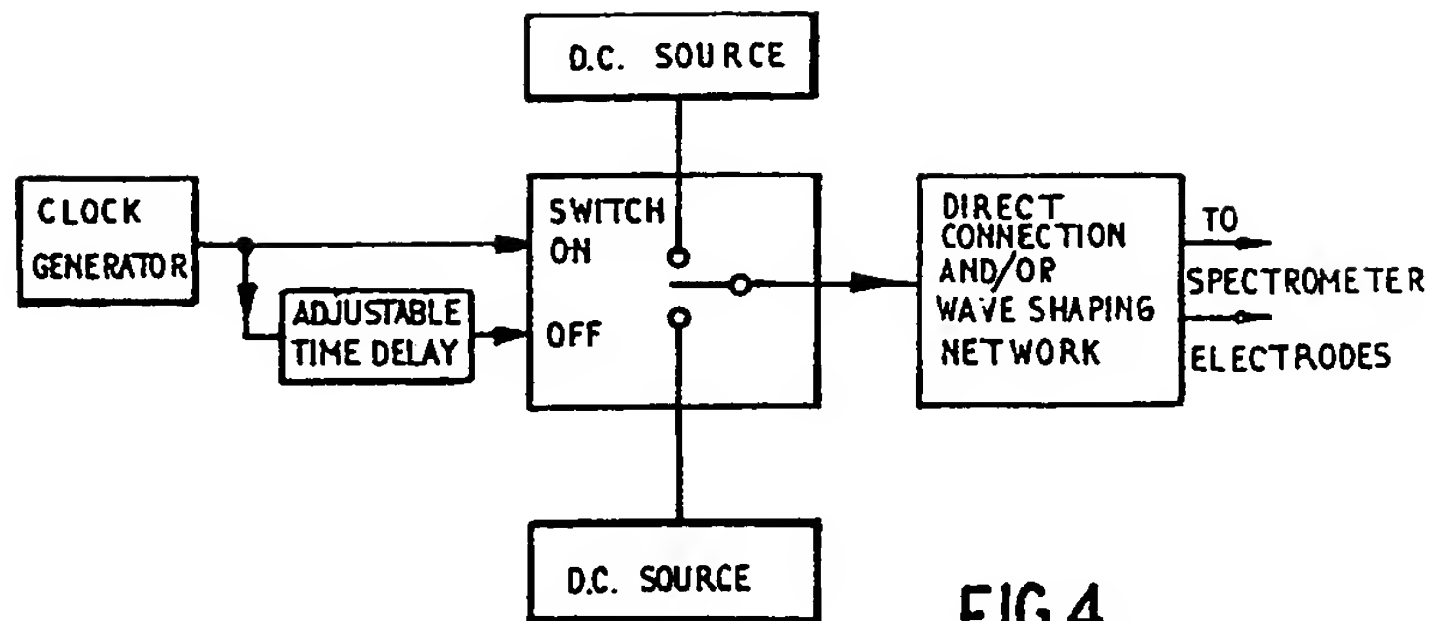 D.C. SOURCE
CLOCK
GENERATOR
ADJUSTABLE
TIME DELAY
SWITCH
ON
OFF
DIRECT
CONNECTION
AND/OR
WAVE SHAPING
NETWORK
TO
SPECTROMETER
ELECTRODES
D.C. SOURCE
FIG.4